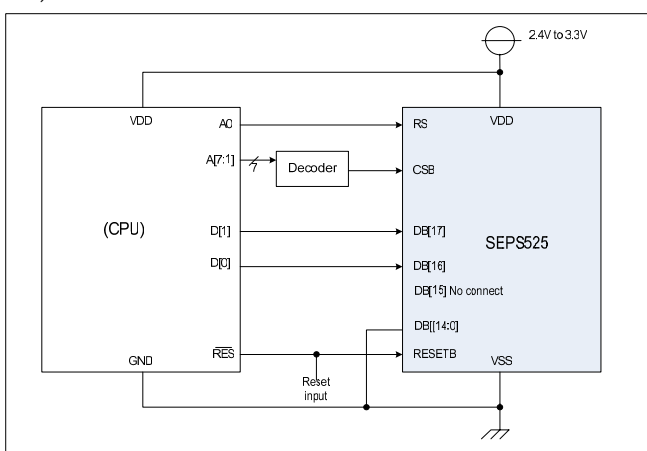 2.4V to 3.3V
VDD
A0
RS
VDD
A[7:1]
7
Decoder
CSB
(CPU)
D[1]
DB[17]
SEPS525
D[0]
DB[16]
DB[15] No connect
DB[[14:0]
RES
RESETB
GND
VSS
Reset
input